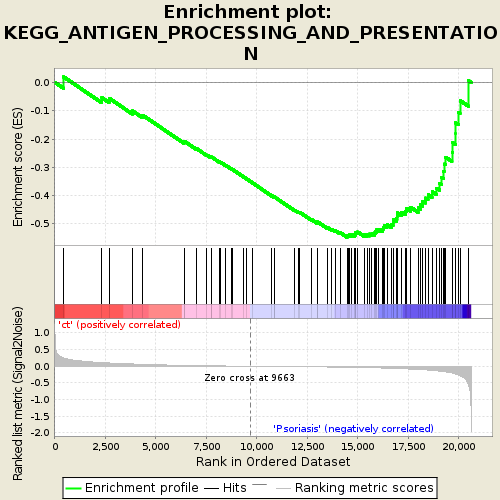 Enrichment plot:
KEGG_ANTIGEN_PROCESSING_AND_PRESENTATIO
N
Enrichment score (ES)
0.0
-0.1
-0.2
-0.3
-0.4
-0.5
'ct' (positively correlated)
Ranked list metric (Signal2Noise)
1.0
0.5
0.0
-0.5
-1.0
-1.5
-2.0
Zero cross at 9663
'Psoriasis' (negatively correlated)
0
2,500
5,000
7,500
10,000
12,500
15,000
17,500
20,000
Rank in Ordered Dataset
Enrichment profile
Hits
Ranking metric scores